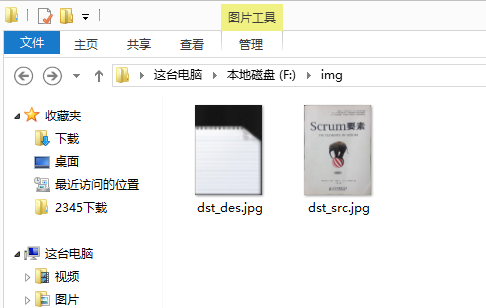 图片工具
文件 主页 共享 查看 管理
这台电脑 本地磁盘 (F:) img
收藏夹
下载
桌面
最近访问的位置
2345下载
这台电脑
视频
图片
Scrum要素
dst_des.jpg dst_src.jpg